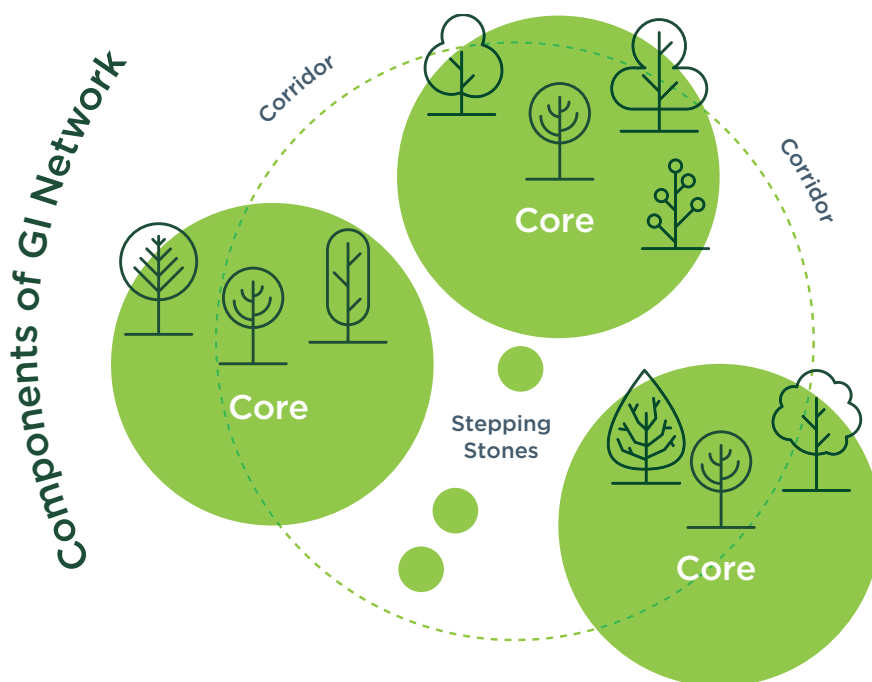 Components of GI Network
Corridor
Corridor
Core
Core
Stepping
Stones
Core